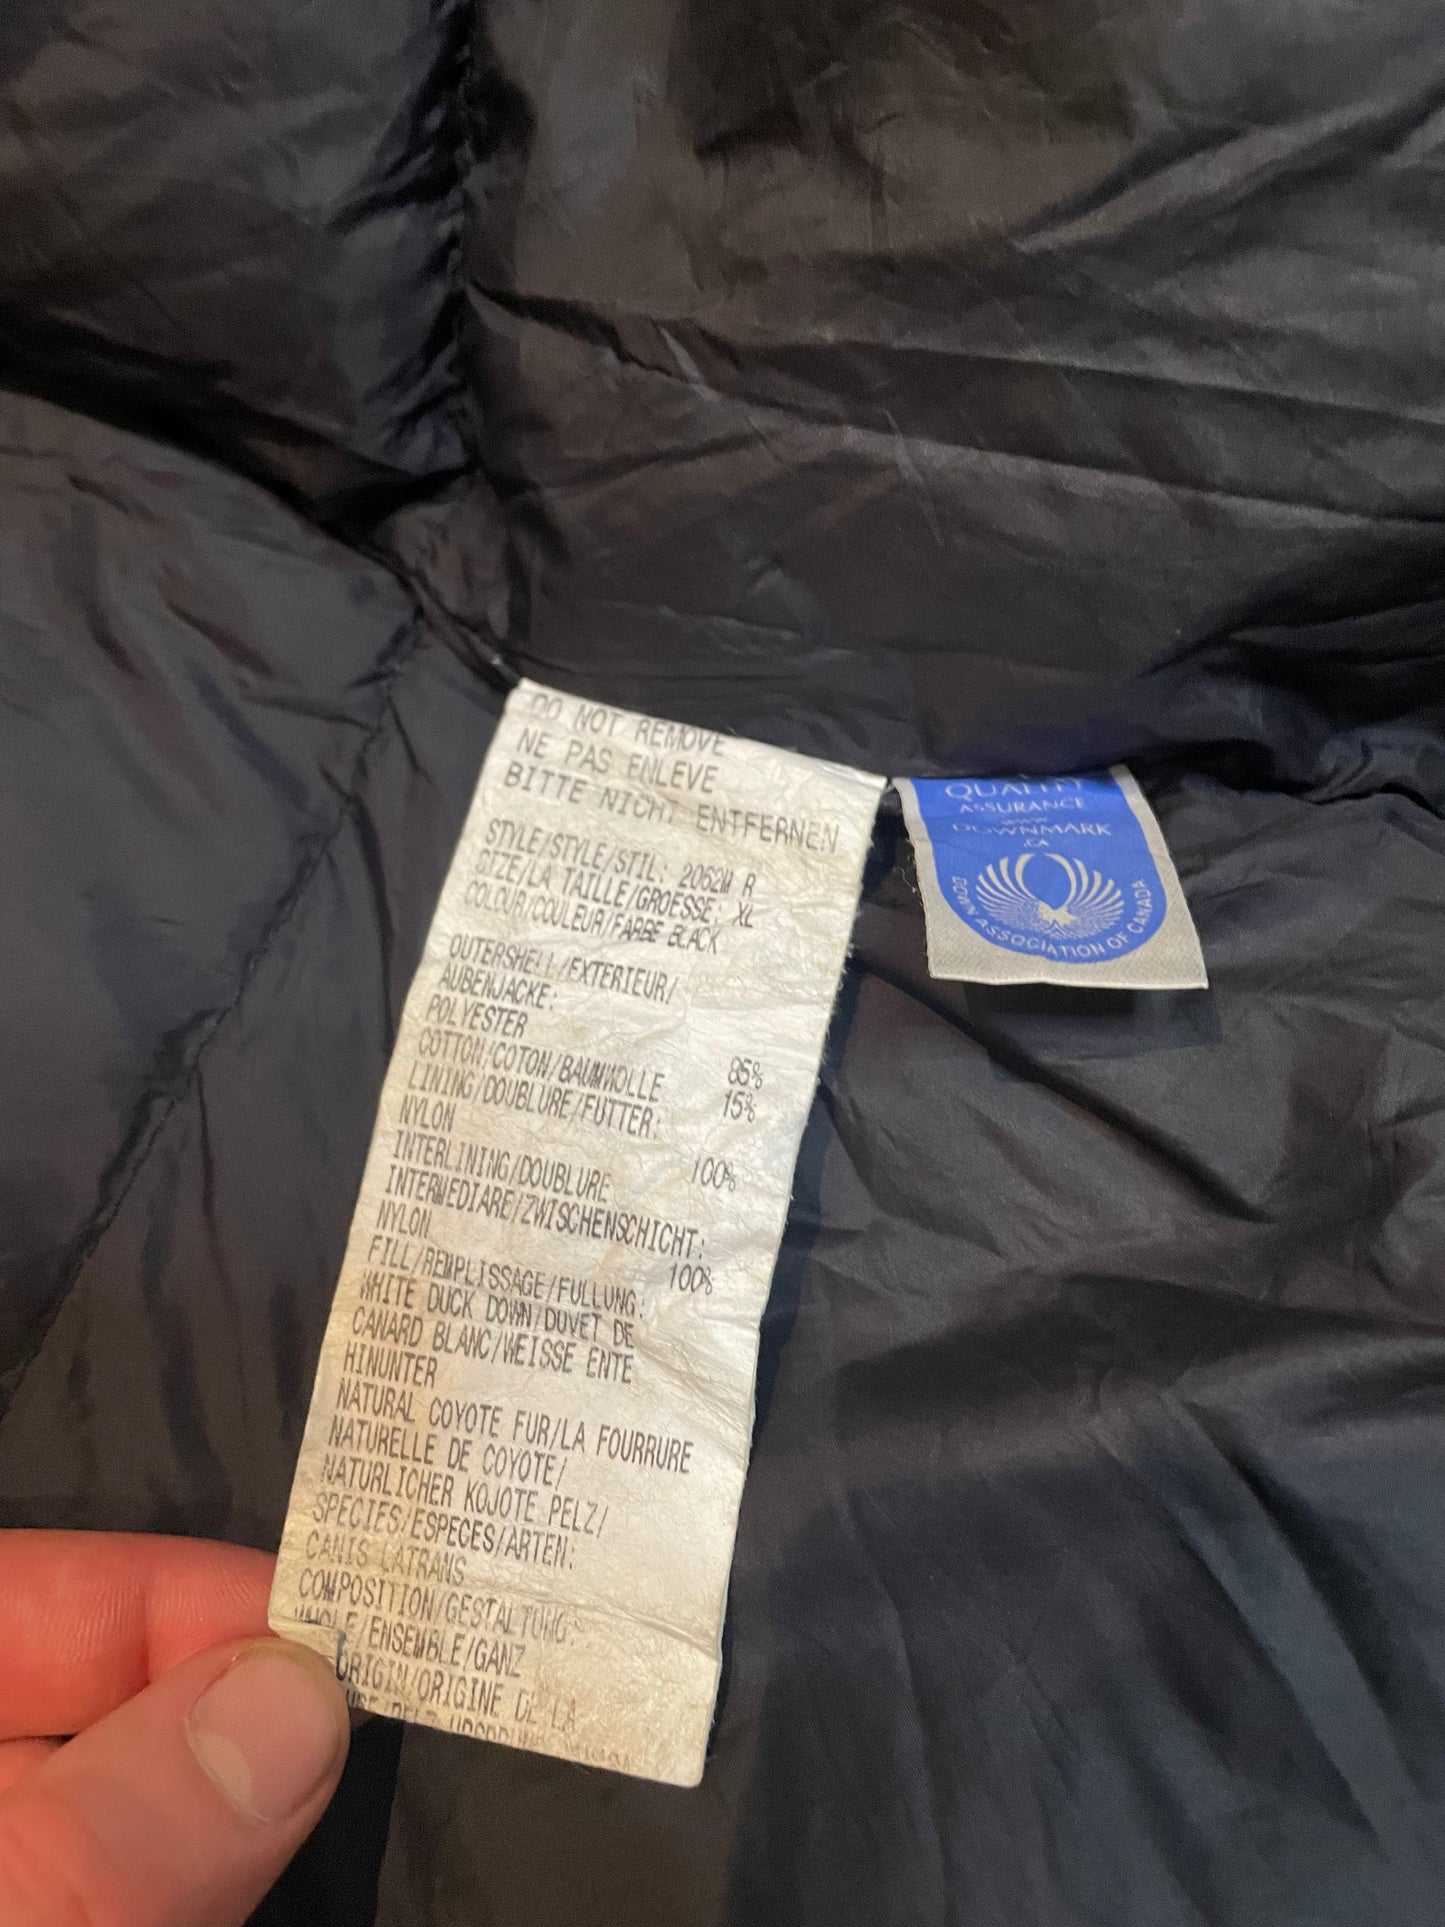 DO NOT REMOVE
NE PAS ENLEVE
BITTE NICHT ENTFERNEN
STYLE/STYLE/STIL: 2062M R
SIZE/LA TAILLE/GROESSE: XL
COLOUR/COULEUR/FARBE BLACK
OUTERSHELL/EXTERIEUR/
AUBENJACKE:
POLYESTER 85%
COTTON/COTON/BAUMWOLLE 15%
LINING/DOUBLURE/FUTTER:
NYLON 100%
INTERLINING/DOUBLURE
INTERMEDIARE/ZWISCHENSCHICHT:
NYLON 100%
FILL/REMPLISSAGE/FULLUNG:
WHITE DUCK DOWN/DUVET DE
CANARD BLANC/WEISSE ENTE
HINUNTER
NATURAL COYOTE FUR/LA FOURRURE
NATURELLE DE COYOTE/
NATURLICHER KOJOTE PELZ/
SPECIES/ESPECES/ARTEN:
CANIS LATRANS
COMPOSITION/GESTALTUNG:
WHOLE/ENSEMBLE/GANZ
ORIGIN/ORIGINE DE LA
QUALITY
ASSURANCE
WWW.
DOWNMARK
.CA
DOWN ASSOCIATION OF CANADA